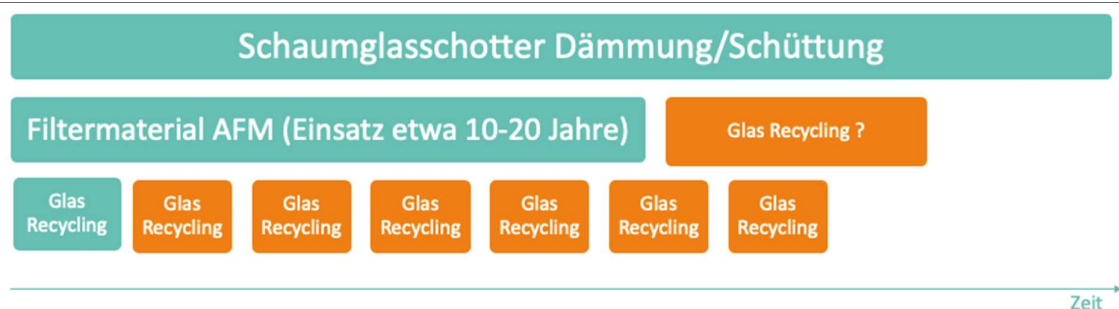 Schaumglasschotter Dämmung/Schüttung
Filtermaterial AFM (Einsatz etwa 10-20 Jahre)
Glas Recycling ?
Glas
Recycling
Glas
Recycling
Glas
Recycling
Glas
Recycling
Glas
Recycling
Glas
Recycling
Glas
Recycling
Zeit